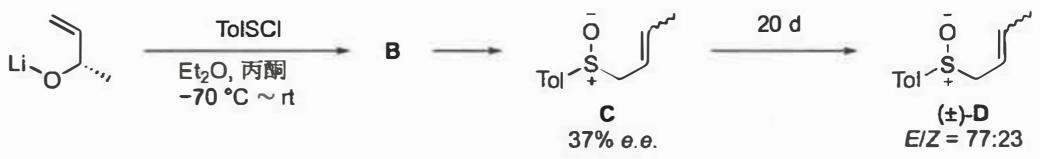 Li
O
TolSCl
Et₂O, 丙酮
−70 °C ~ rt
B
O⁻
Tol
S
+
C
37% e.e.
20 d
O⁻
Tol
S
+
(±)-D
E/Z = 77:23